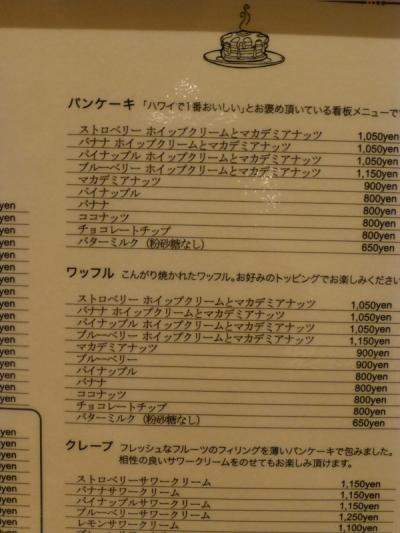 パンケーキ 「ハワイで1番おいしい」とお褒め頂いている看板メニューで
ストロベリー ホイップクリームとマカデミアナッツ 1,050yen
バナナ ホイップクリームとマカデミアナッツ 1,050yen
パイナップル ホイップクリームとマカデミアナッツ 1,050yen
ブルーベリー ホイップクリームとマカデミアナッツ 1,150yen
マカデミアナッツ 900yen
パイナップル 800yen
バナナ 800yen
ココナッツ 800yen
チョコレートチップ 800yen
バターミルク (粉砂糖なし) 650yen
ワッフル こんがり焼かれたワッフル。お好みのトッピングでお楽しみくださ
ストロベリー ホイップクリームとマカデミアナッツ 1,050yen
バナナ ホイップクリームとマカデミアナッツ 1,050yen
パイナップル ホイップクリームとマカデミアナッツ 1,050yen
ブルーベリー ホイップクリームとマカデミアナッツ 1,150yen
マカデミアナッツ 900yen
ブルーベリー 900yen
パイナップル 800yen
バナナ 800yen
ココナッツ 800yen
チョコレートチップ 800yen
バターミルク (粉砂糖なし) 650yen
クレープ フレッシュなフルーツのフィリングを薄いパンケーキで包みました。
相性の良いサワークリームをのせてもお楽しみ頂けます。
ストロベリーサワークリーム 1,150yen
バナナサワークリーム 1,150yen
パイナップルサワークリーム 1,150yen
ブルーベリーサワークリーム 1,250yen
レモンサワークリーム 1,100yen